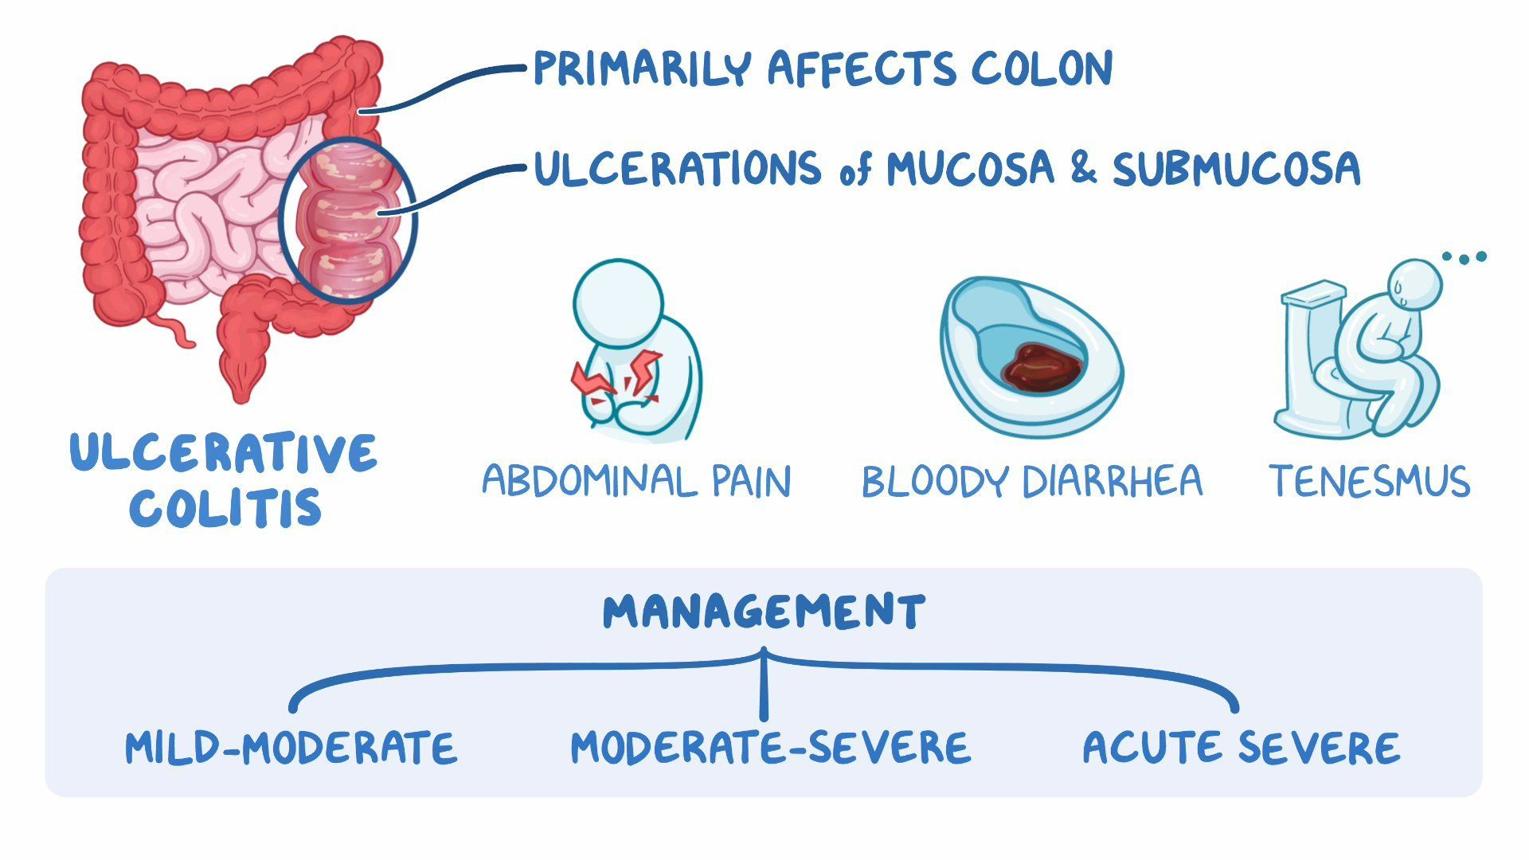 PRIMARILY AFFECTS COLON
ULCERATIONS of MUCOSA & SUBMUCOSA
ULCERATIVE
COLITIS
ABDOMINAL PAIN
BLOODY DIARRHEA
TENESMUS
MANAGEMENT
MILD-MODERATE
MODERATE-SEVERE
ACUTE SEVERE